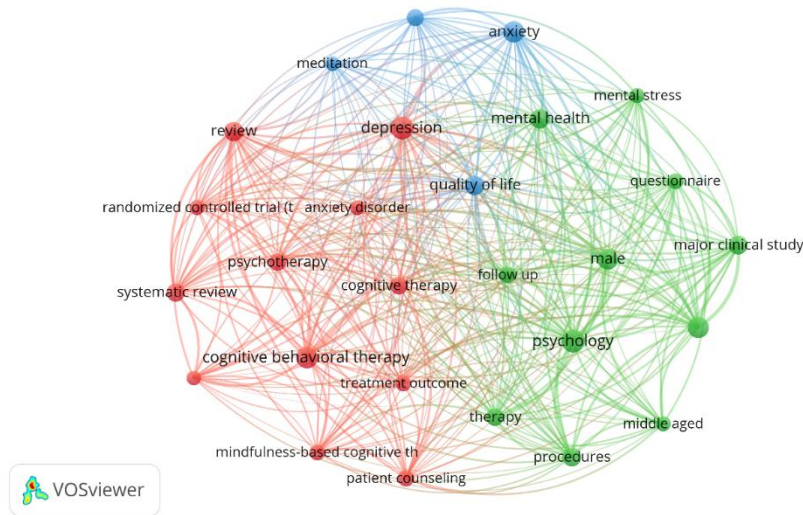 anxiety
meditation
mental stress
mental health
depression
review
questionnaire
quality of life
randomized controlled trial (t
anxiety disorder
major clinical study
male
psychotherapy
follow up
cognitive therapy
systematic review
psychology
cognitive behavioral therapy
treatment outcome
therapy
middle aged
mindfulness-based cognitive th
procedures
patient counseling
VOSviewer